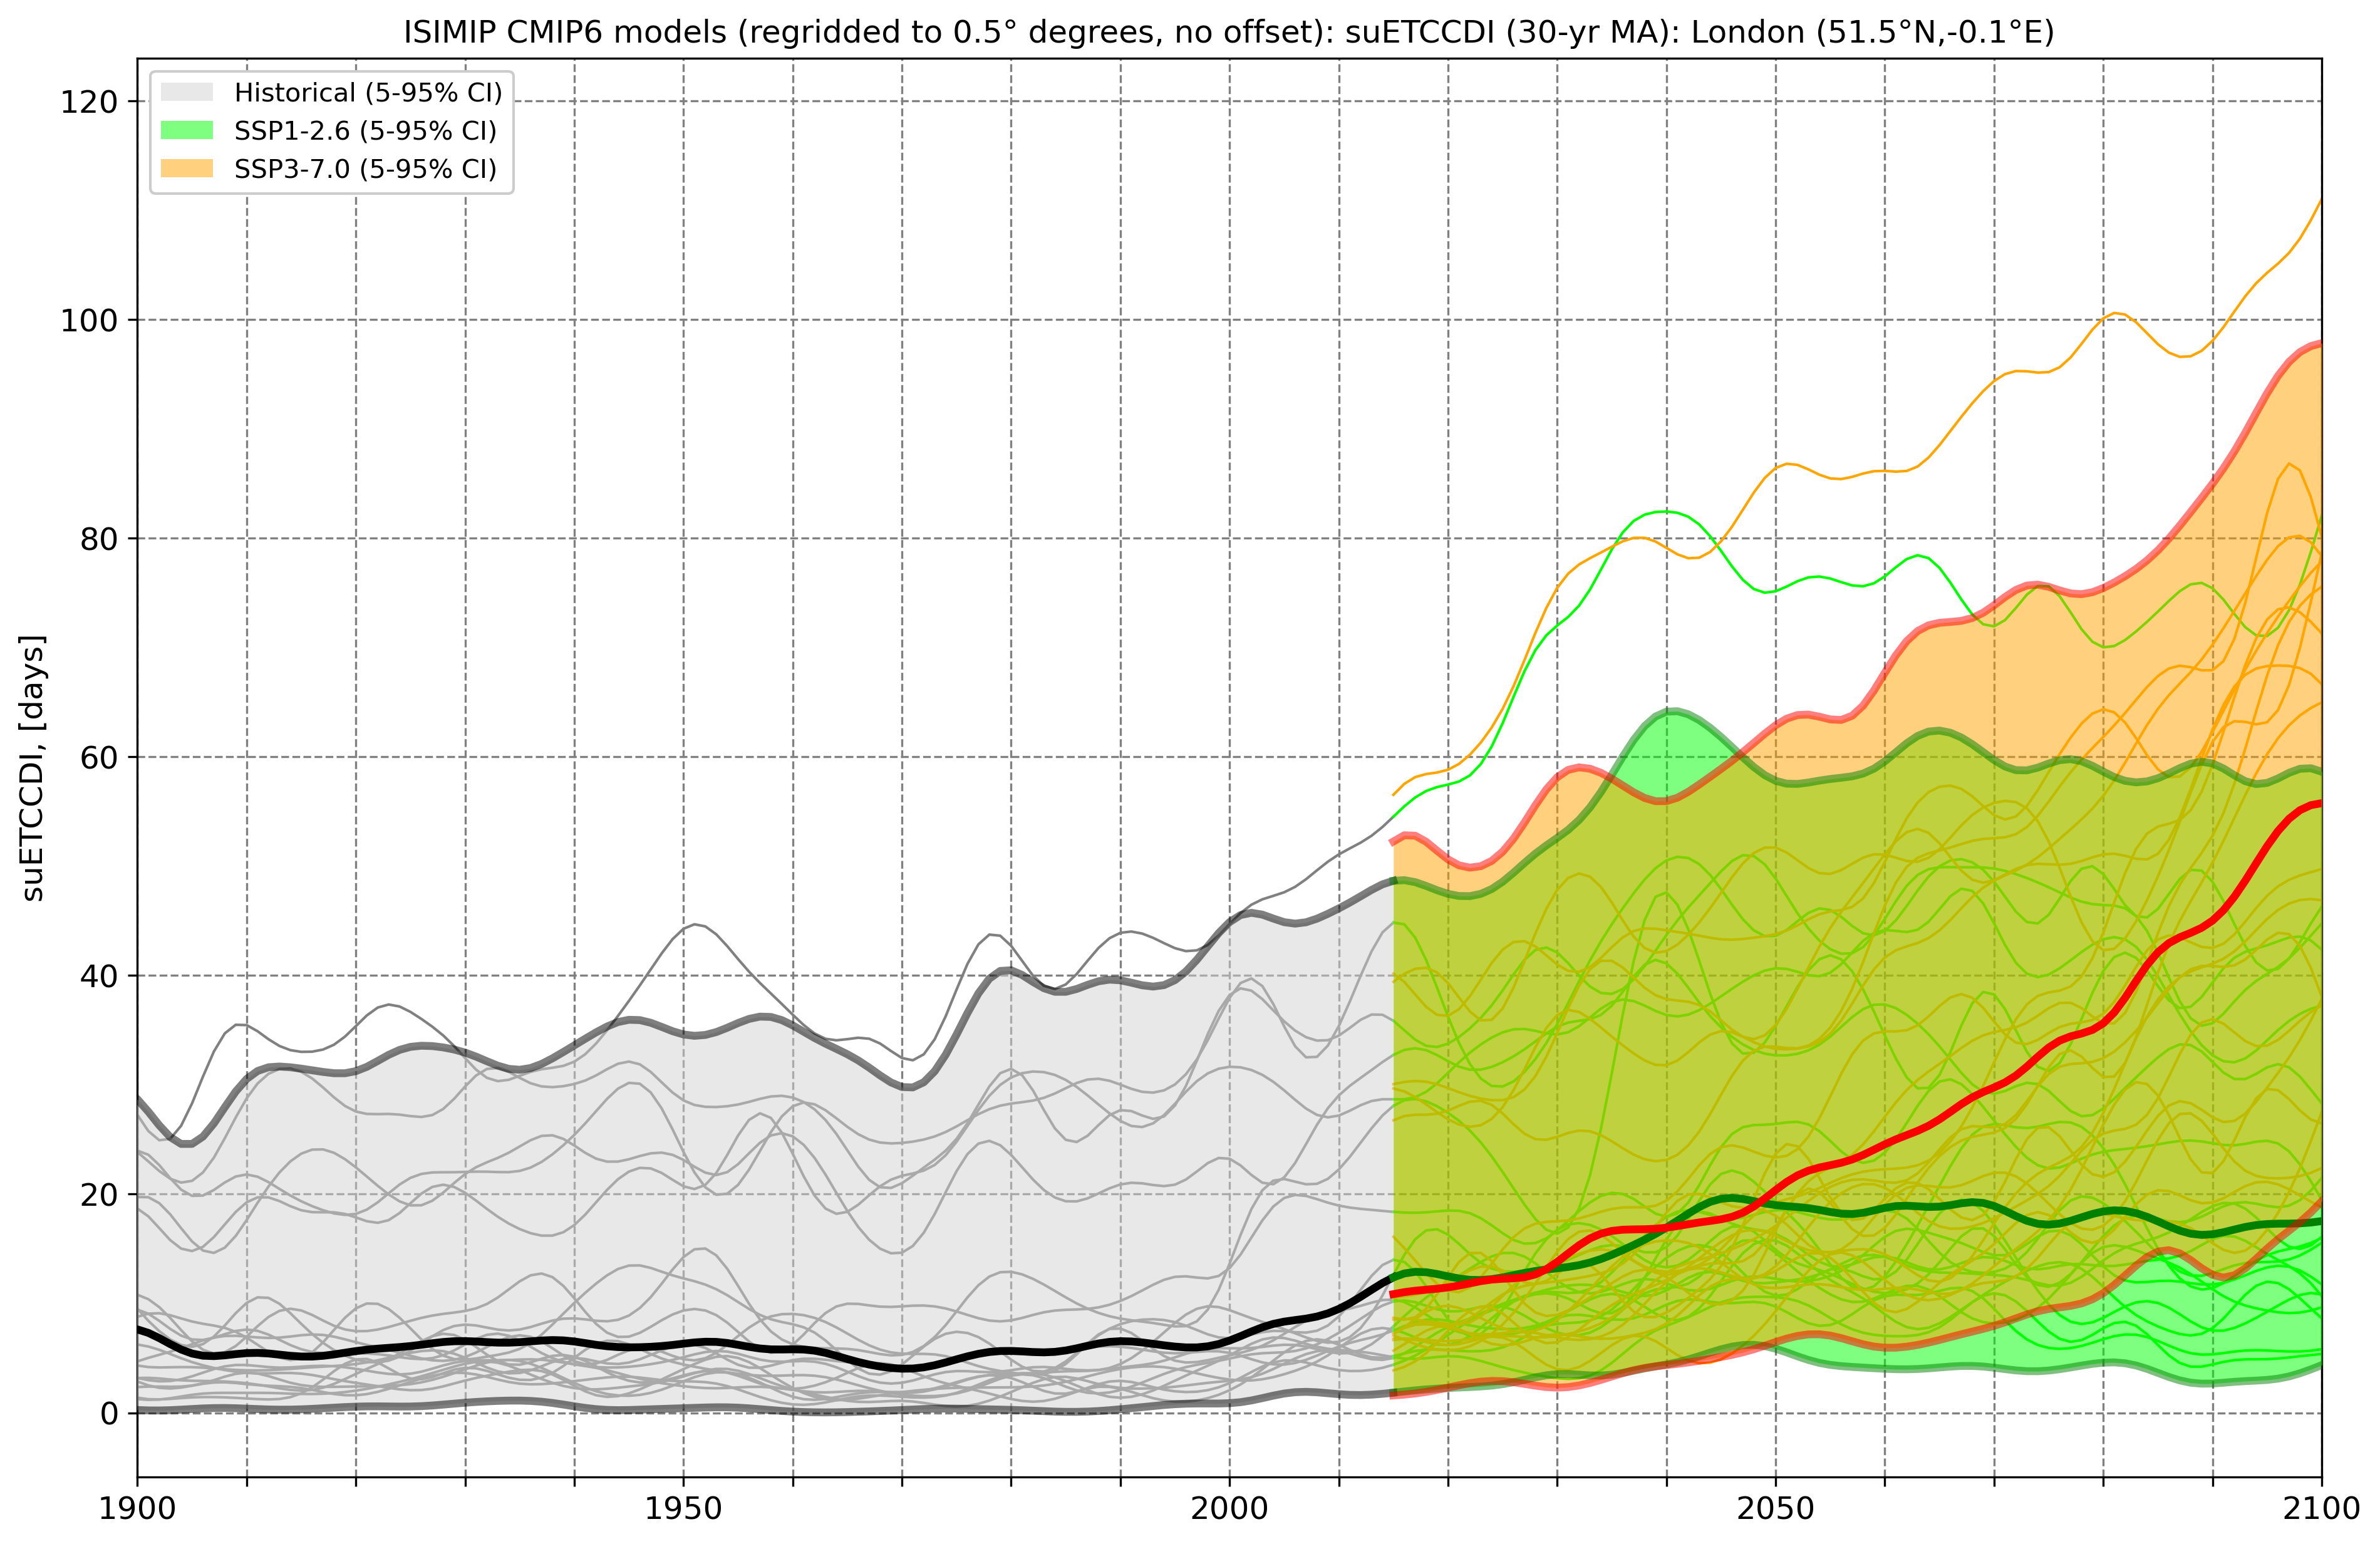 ISIMIP CMIP6 models (regridded to 0.5° degrees, no offset): suETCCDI (30-yr MA): London (51.5°N,-0.1°E)
Historical (5-95% CI)
SSP1-2.6 (5-95% CI)
SSP3-7.0 (5-95% CI)
suETCCDI, [days]
120
100
80
60
40
20
0
1900 1950 2000 2050 2100